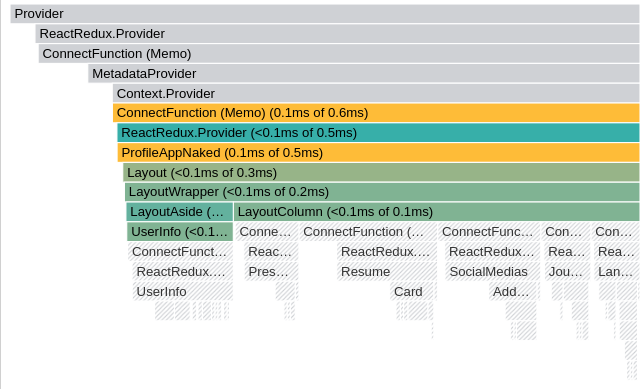 Provider
ReactRedux.Provider
ConnectFunction (Memo)
MetadataProvider
Context.Provider
ConnectFunction (Memo) (0.1ms of 0.6ms)
ReactRedux.Provider (<0.1ms of 0.5ms)
ProfileAppNaked (0.1ms of 0.5ms)
Layout (<0.1ms of 0.3ms)
LayoutWrapper (<0.1ms of 0.2ms)
LayoutAside (… LayoutColumn (<0.1ms of 0.1ms)
UserInfo (<0.1… Conne… ConnectFunction (… ConnectFunc… Con… Con…
ConnectFunct… Reac… ReactRedux.… ReactRedux… Rea… Rea…
ReactRedux.… Pres… Resume SocialMedias Jou… Lan…
UserInfo Card Add…